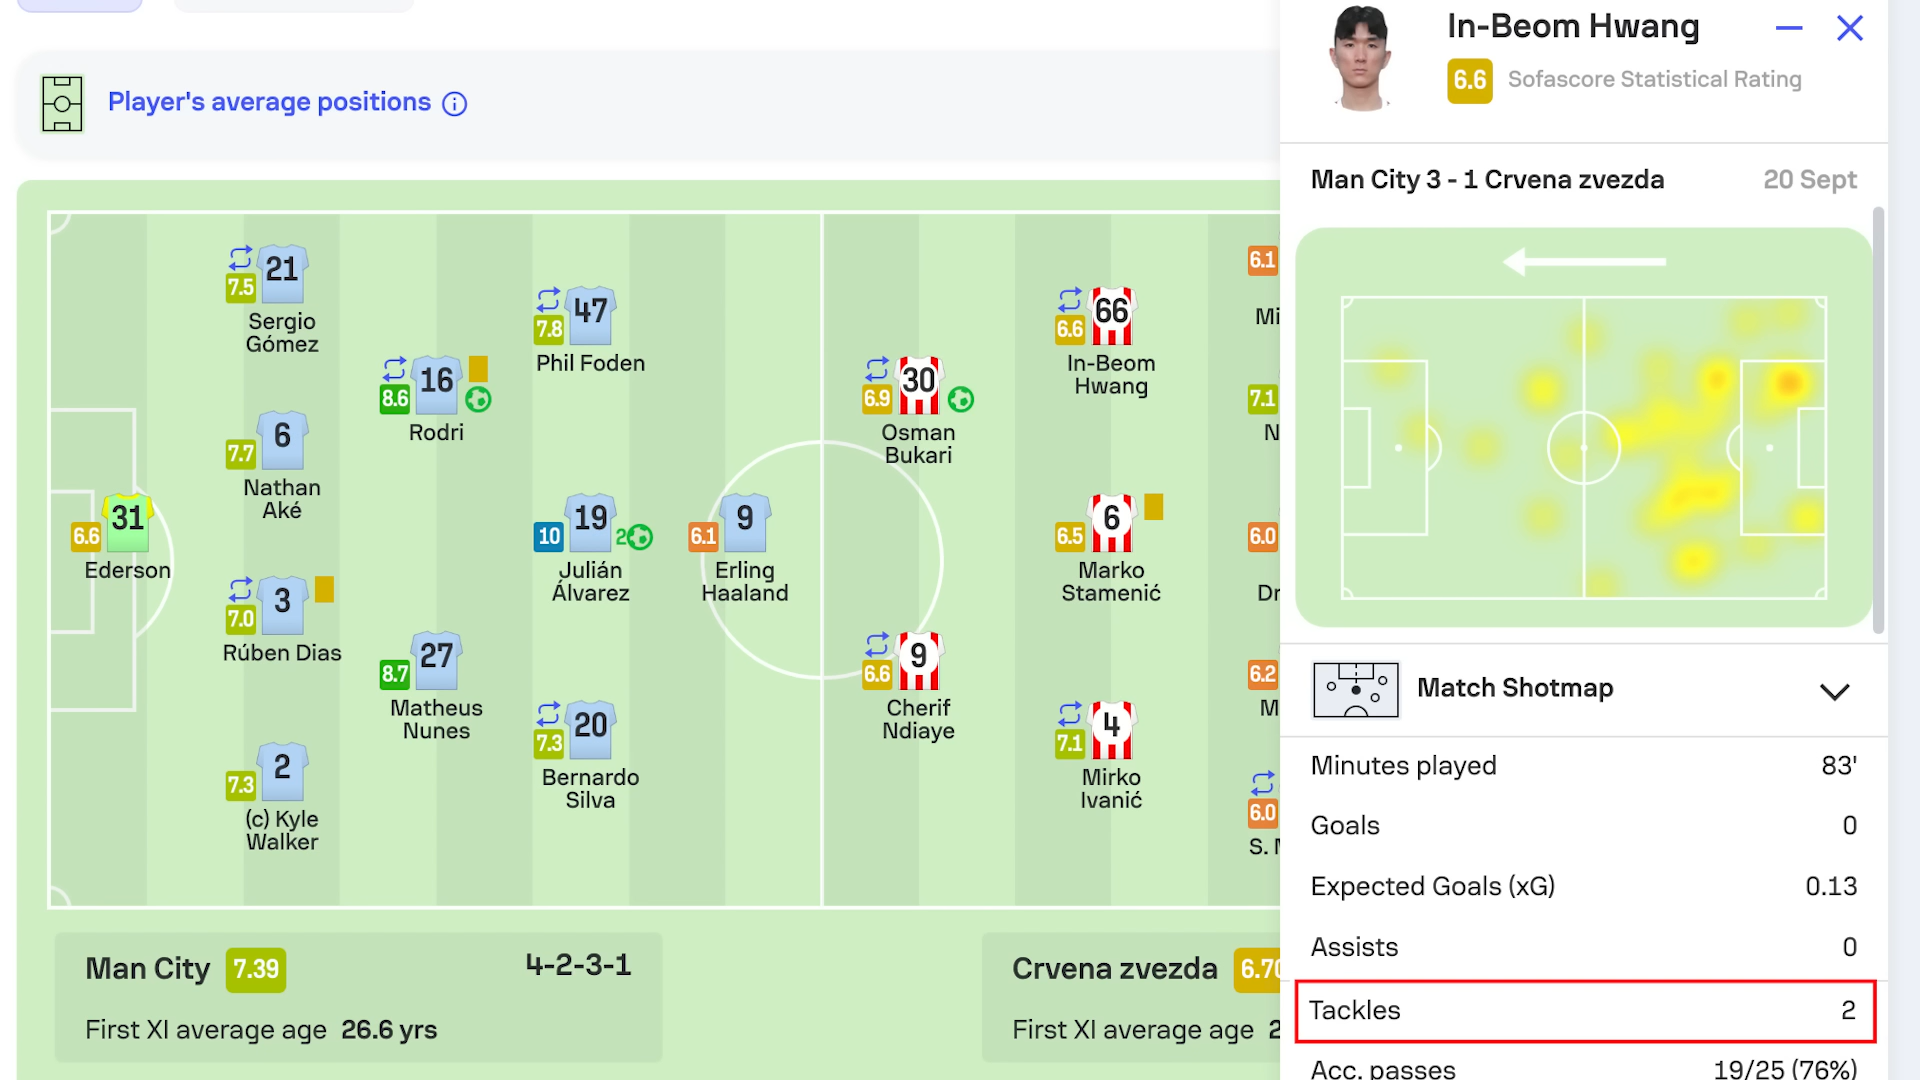 Player's average positions
In-Beom Hwang
6.6 Sofascore Statistical Rating
Man City 3 - 1 Crvena zvezda 20 Sept
31
6.6
Ederson
21
7.5
Sergio
Gómez
6
7.7
Nathan
Aké
3
7.0
Rúben Dias
2
7.3
(c) Kyle
Walker
16
8.6
Rodri
27
8.7
Matheus
Nunes
47
7.8
Phil Foden
19
10
2
Julián
Álvarez
20
7.3
Bernardo
Silva
9
6.1
Erling
Haaland
30
6.9
Osman
Bukari
9
6.6
Cherif
Ndiaye
66
6.6
In-Beom
Hwang
6
6.5
Marko
Stamenić
4
7.1
Mirko
Ivanić
6.1
7.1
6.0
6.2
6.0
Man City 7.39 4-2-3-1
First XI average age 26.6 yrs
Crvena zvezda 6.70
First XI average age
Match Shotmap
Minutes played 83'
Goals 0
Expected Goals (xG) 0.13
Assists 0
Tackles 2
Acc. passes 19/25 (76%)